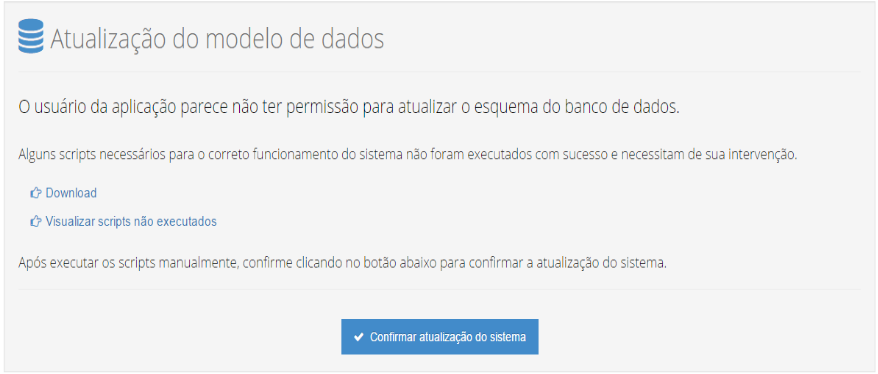 Atualização do modelo de dados
O usuário da aplicação parece não ter permissão para atualizar o esquema do banco de dados.
Alguns scripts necessários para o correto funcionamento do sistema não foram executados com sucesso e necessitam de sua intervenção.
Download
Visualizar scripts não executados
Após executar os scripts manualmente, confirme clicando no botão abaixo para confirmar a atualização do sistema.
Confirmar atualização do sistema